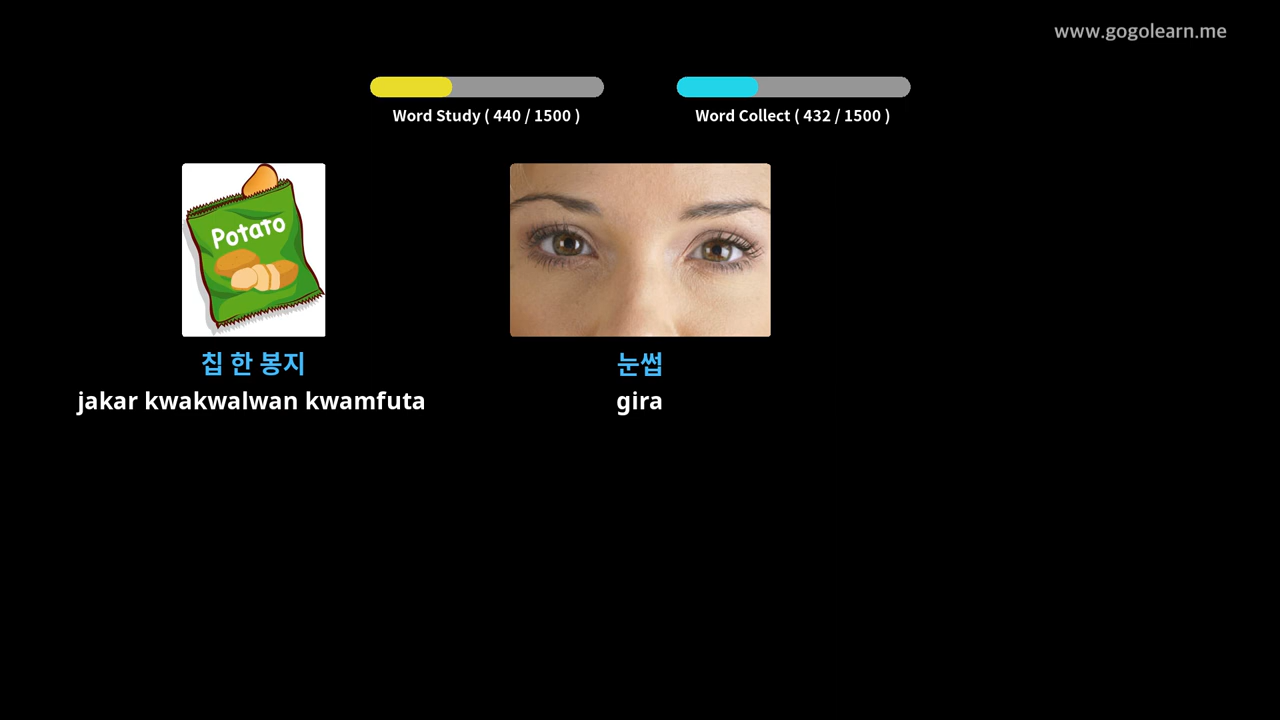 www.gogolearn.me
Word Study ( 440 / 1500 )
Word Collect ( 432 / 1500 )
Potato
칩 한 봉지
jakar kwakwalwan kwamfuta
눈썹
gira